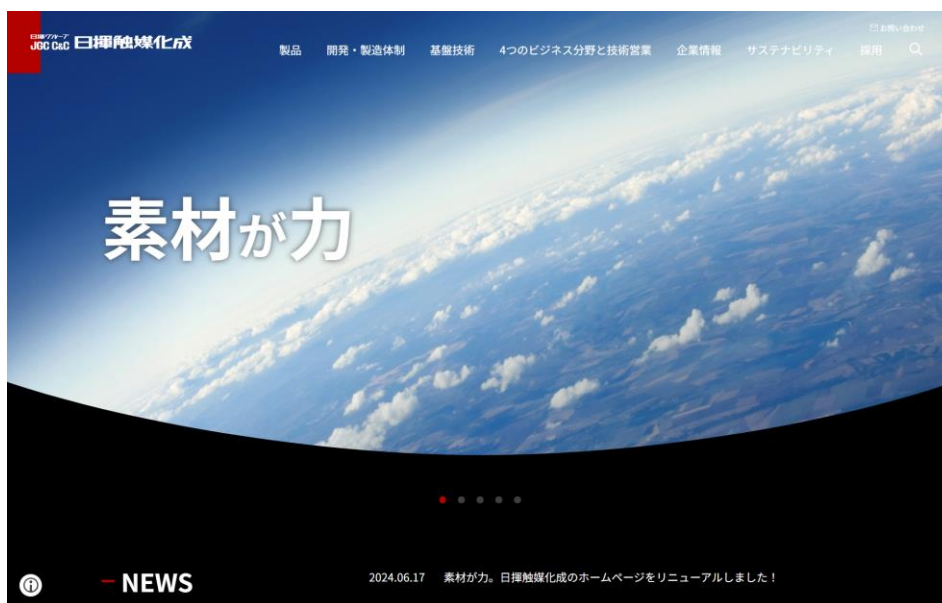 お問い合わせ
日揮グループ
JGC C&C 日揮触媒化成
製品 開発・製造体制 基盤技術 4つのビジネス分野と技術営業 企業情報 サステナビリティ 採用
素材が力
NEWS
2024.06.17 素材が力。日揮触媒化成のホームページをリニューアルしました！